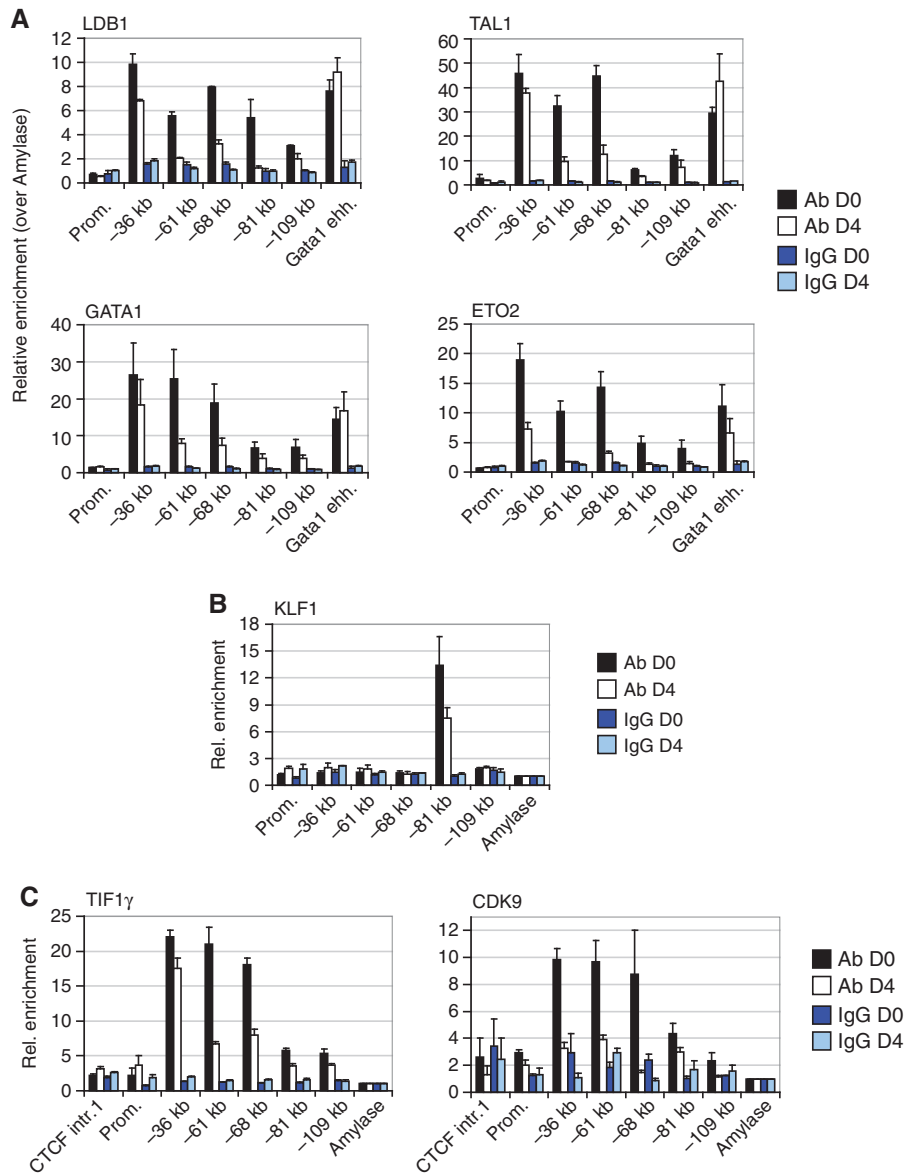 A
LDB1
TAL1
Relative enrichment (over Amylase)
12
10
8
6
4
2
0
Prom.
–36 kb
–61 kb
–68 kb
–81 kb
–109 kb
Gata1 ehh.
60
50
40
30
20
10
0
Prom.
–36 kb
–61 kb
–68 kb
–81 kb
–109 kb
Gata1 ehh.
Ab D0
Ab D4
IgG D0
IgG D4
GATA1
40
30
20
10
0
Prom.
–36 kb
–61 kb
–68 kb
–81 kb
–109 kb
Gata1 ehh.
ETO2
25
20
15
10
5
0
Prom.
–36 kb
–61 kb
–68 kb
–81 kb
–109 kb
Gata1 ehh.
B
KLF1
Rel. enrichment
18
15
12
9
6
3
0
Prom.
–36 kb
–61 kb
–68 kb
–81 kb
–109 kb
Amylase
Ab D0
Ab D4
IgG D0
IgG D4
C
TIF1γ
Rel. enrichment
25
20
15
10
5
0
CTCF intr.1
Prom.
–36 kb
–61 kb
–68 kb
–81 kb
–109 kb
Amylase
CDK9
12
10
8
6
4
2
0
CTCF intr.1
Prom.
–36 kb
–61 kb
–68 kb
–81 kb
–109 kb
Amylase
Ab D0
Ab D4
IgG D0
IgG D4